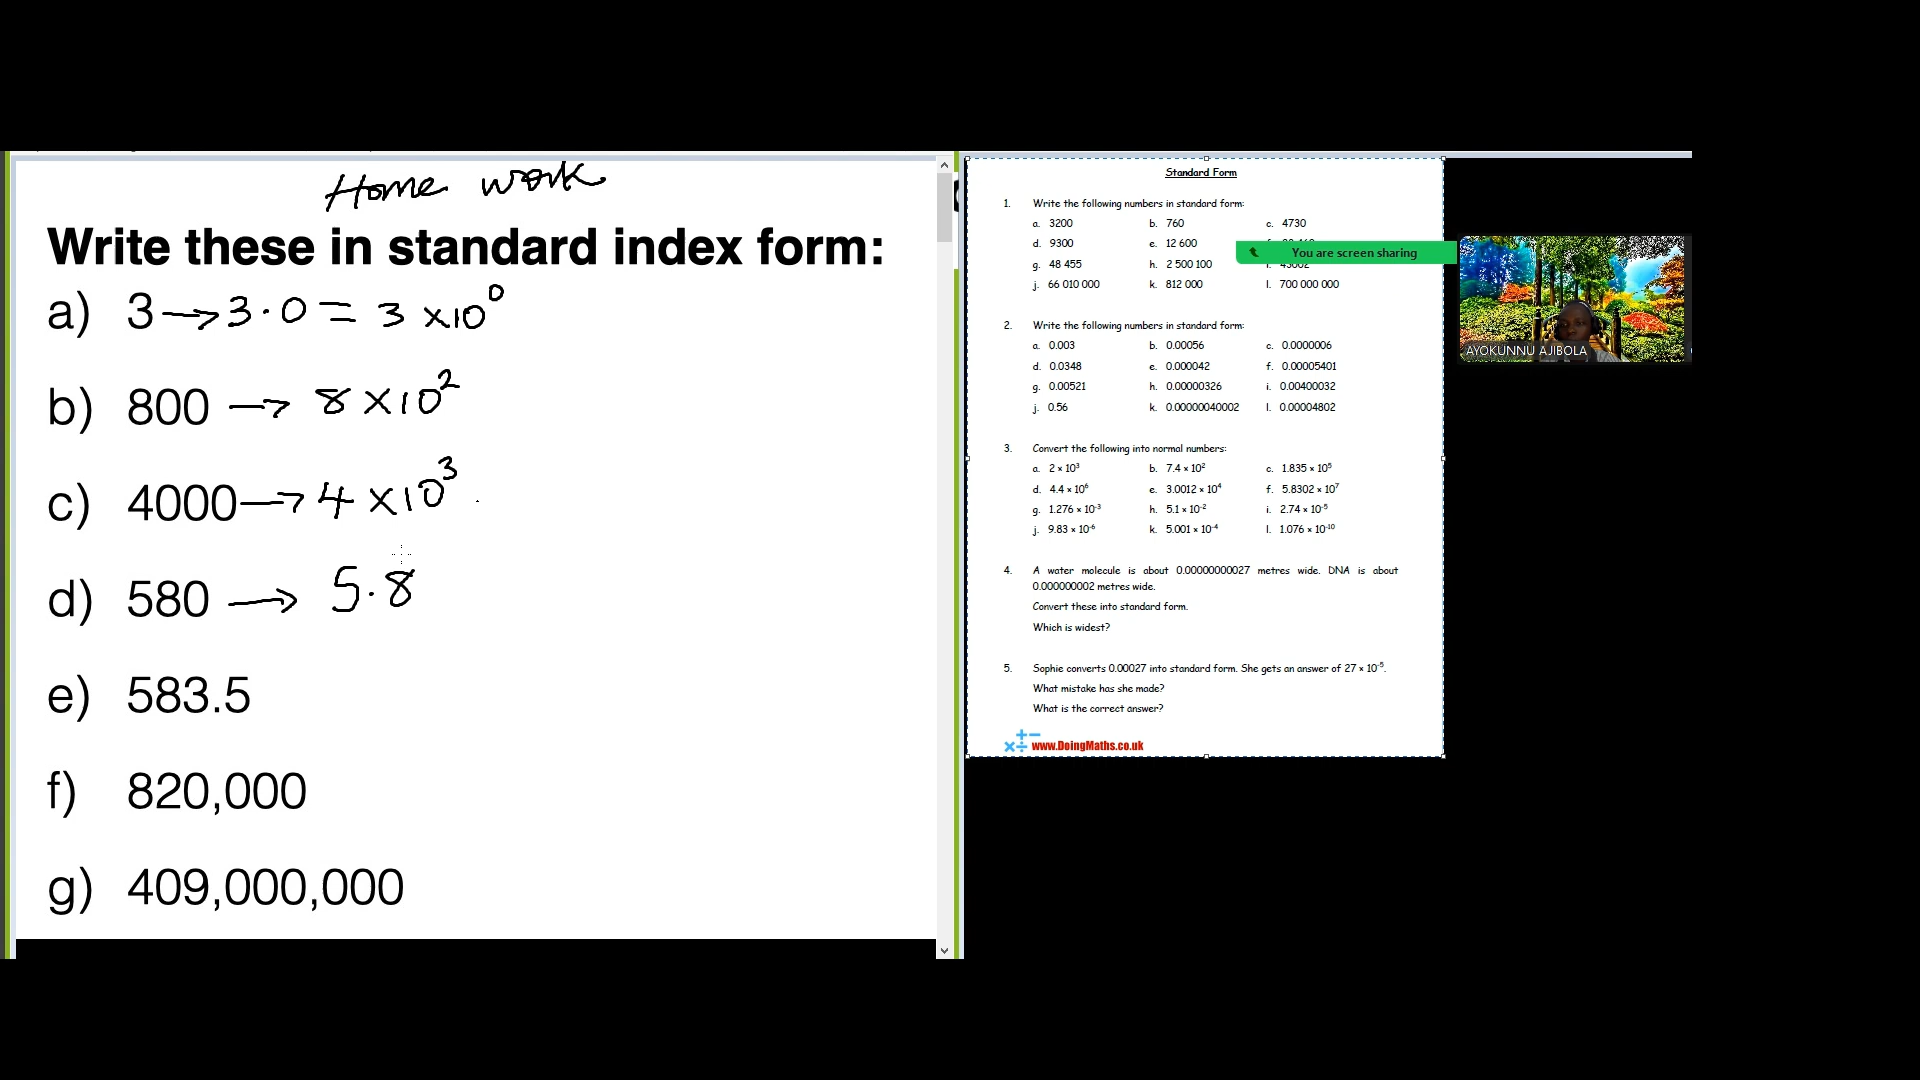 Home work
Write these in standard index form:
a) 3 → 3.0 = 3 ×10⁰
b) 800 → 8 ×10²
c) 4000 → 4 ×10³ .
d) 580 → 5.8
e) 583.5
f) 820,000
g) 409,000,000
Standard Form
1. Write the following numbers in standard form:
a. 3200 b. 760 c. 4730
d. 9300 e. 12 600
g. 48 455 h. 2 500 100
j. 66 010 000 k. 812 000 l. 700 000 000
You are screen sharing
2. Write the following numbers in standard form:
a. 0.003 b. 0.00056 c. 0.0000006
d. 0.0348 e. 0.000042 f. 0.00005401
g. 0.00521 h. 0.00000326 i. 0.00400032
j. 0.56 k. 0.00000040002 l. 0.00004802
3. Convert the following into normal numbers:
a. 2 × 10³ b. 7.4 × 10² c. 1.835 × 10⁵
d. 4.4 × 10⁶ e. 3.0012 × 10⁴ f. 5.8302 × 10⁷
g. 1.276 × 10⁻³ h. 5.1 × 10⁻² i. 2.74 × 10⁻⁵
j. 9.83 × 10⁻⁶ k. 5.001 × 10⁻⁴ l. 1.076 × 10⁻¹⁰
4. A water molecule is about 0.00000000027 metres wide. DNA is about
0.000000002 metres wide.
Convert these into standard form.
Which is widest?
5. Sophie converts 0.00027 into standard form. She gets an answer of 27 × 10⁻⁵.
What mistake has she made?
What is the correct answer?
www.DoingMaths.co.uk
AYOKUNNU AJIBOLA